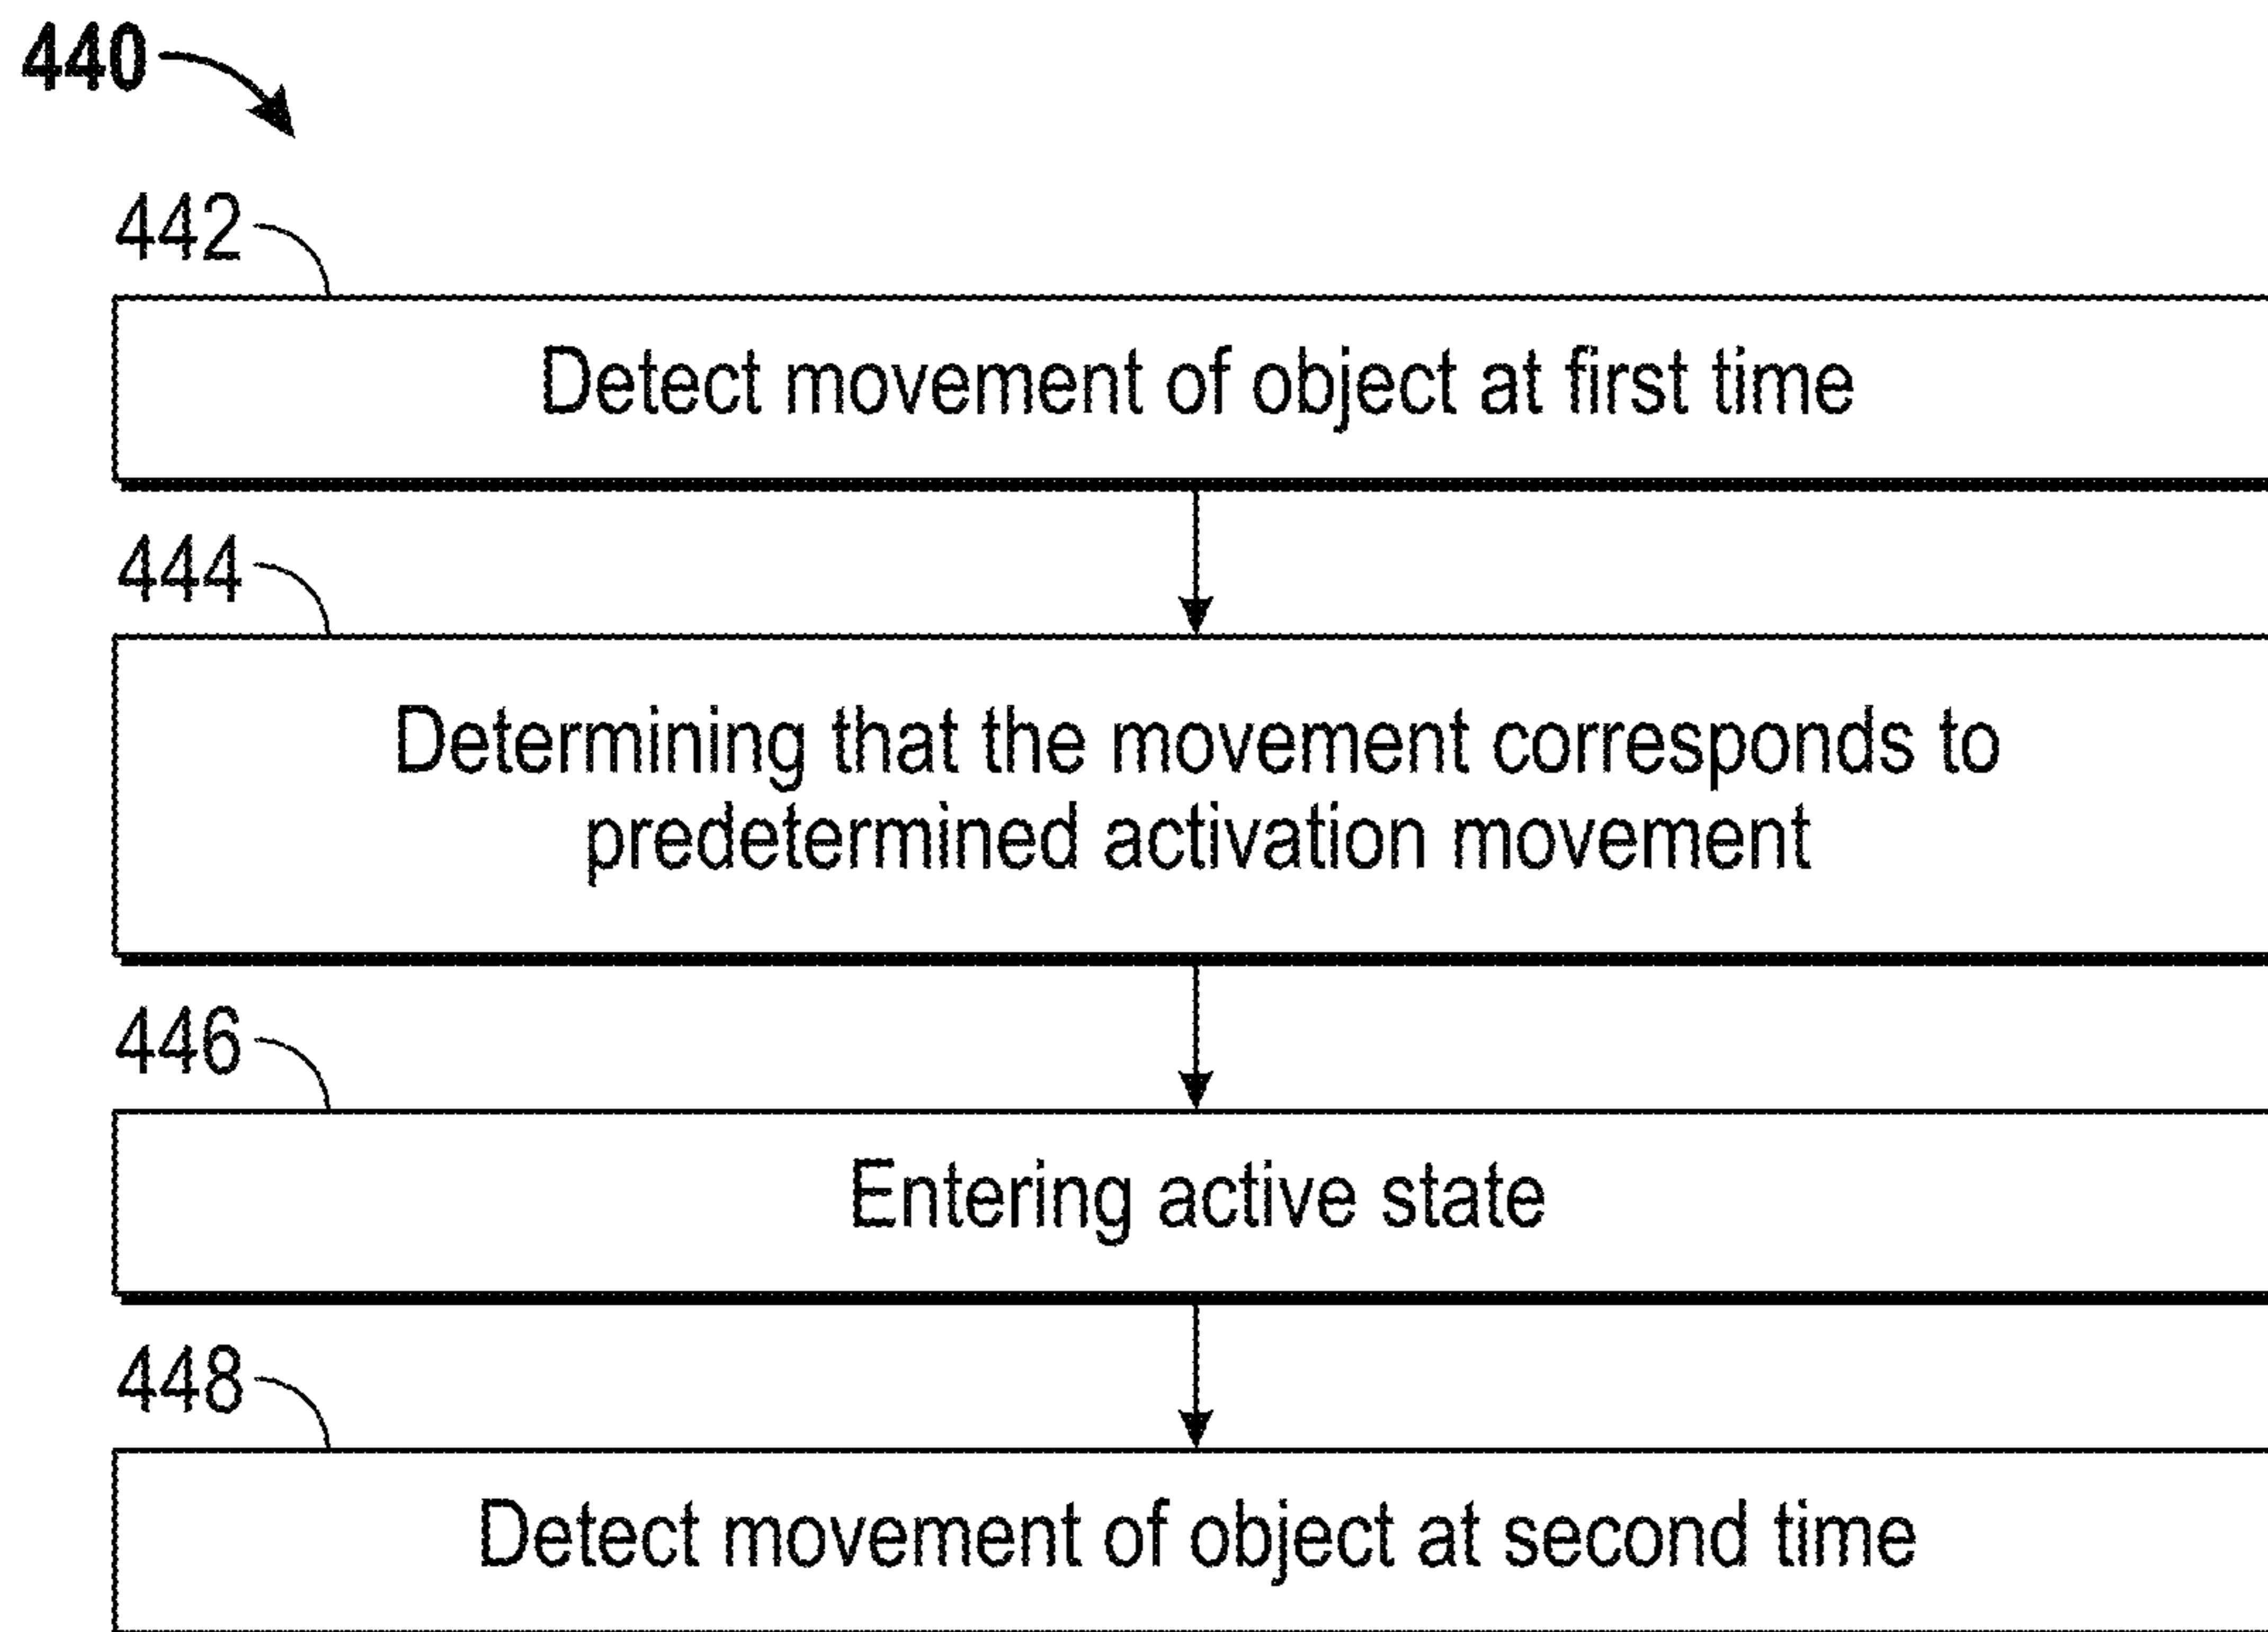 440
442
Detect movement of object at first time
444
Determining that the movement corresponds to
predetermined activation movement
446
Entering active state
448
Detect movement of object at second time